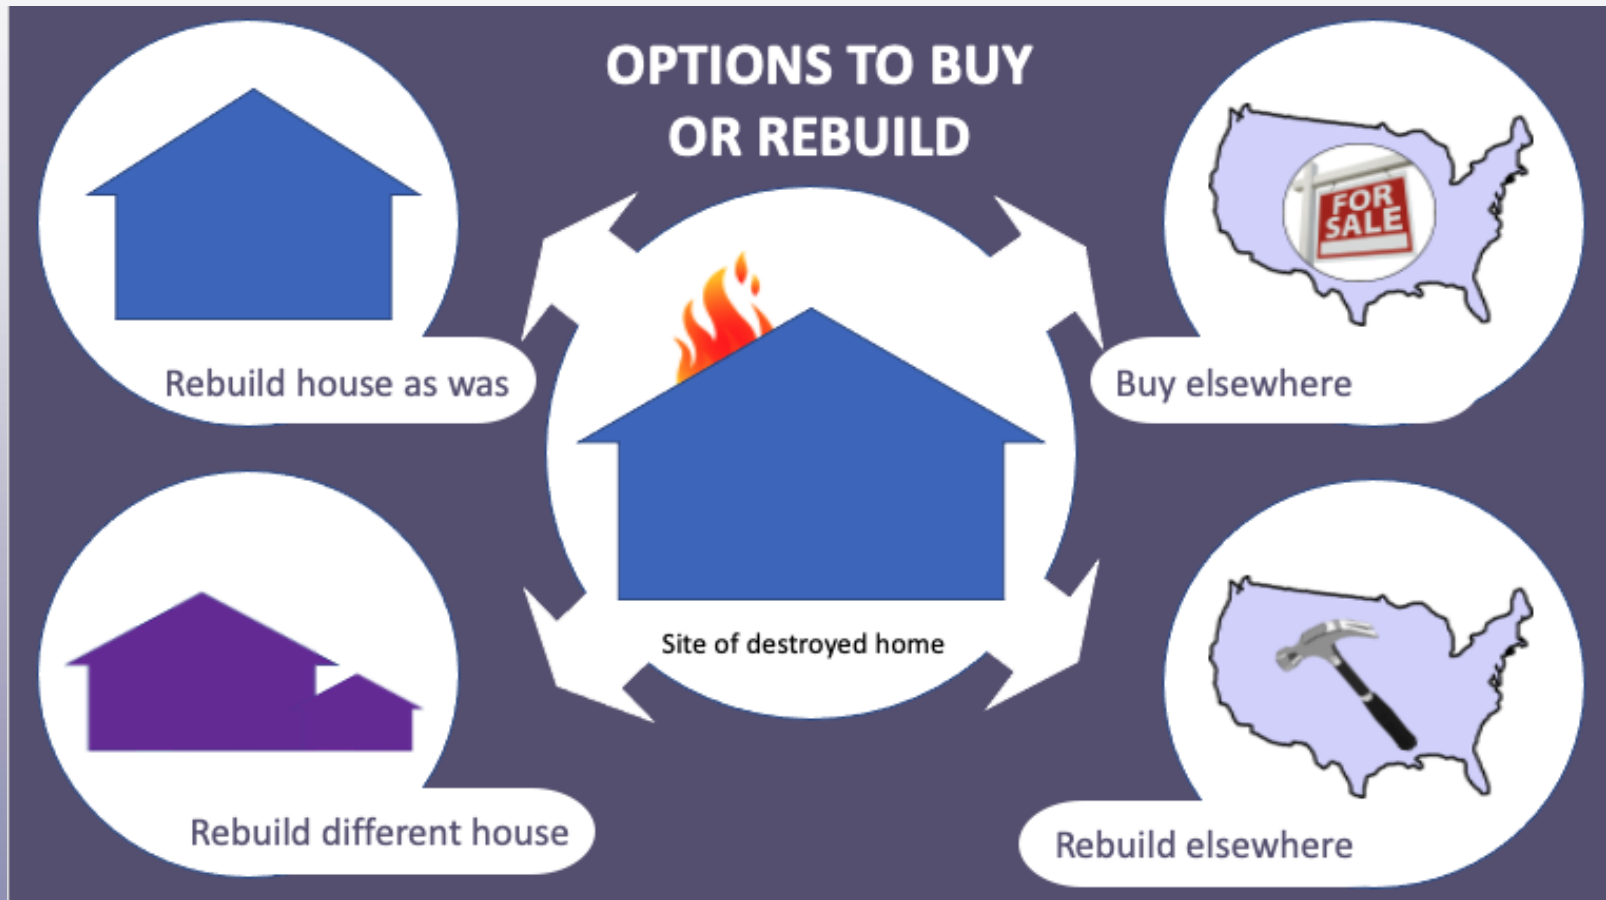 OPTIONS TO BUY
OR REBUILD
Rebuild house as was
FOR
SALE
Buy elsewhere
Site of destroyed home
Rebuild different house
Rebuild elsewhere